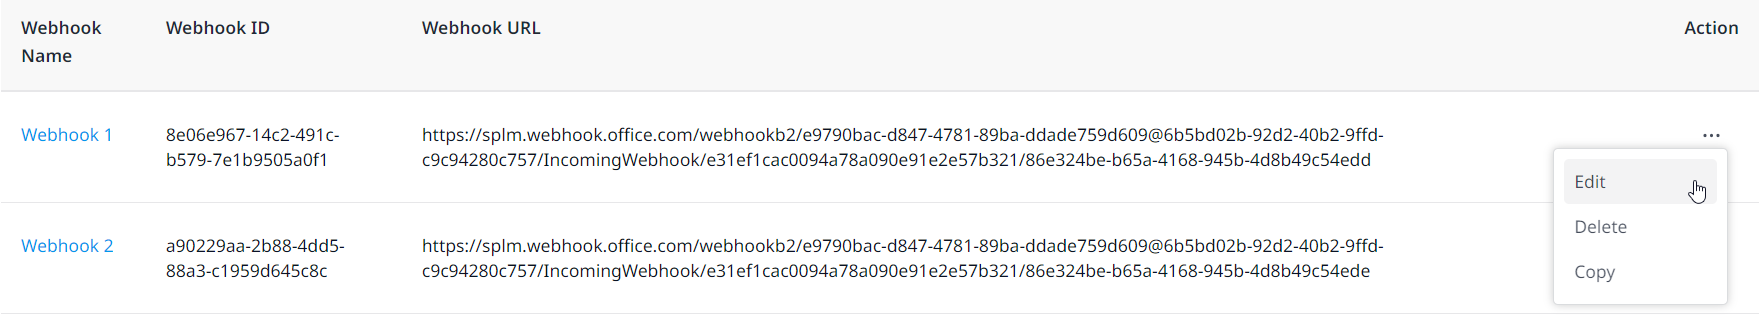 Webhook Name
Webhook ID
Webhook URL
Action
Webhook 1
8e06e967-14c2-491c-
b579-7e1b9505a0f1
https://splm.webhook.office.com/webhookb2/e9790bac-d847-4781-89ba-ddade759d609@6b5bd02b-92d2-40b2-9ffd-
c9c94280c757/IncomingWebhook/e31ef1cac0094a78a090e91e2e57b321/86e324be-b65a-4168-945b-4d8b49c54edd
...
Edit
Delete
Copy
Webhook 2
a90229aa-2b88-4dd5-
88a3-c1959d645c8c
https://splm.webhook.office.com/webhookb2/e9790bac-d847-4781-89ba-ddade759d609@6b5bd02b-92d2-40b2-9ffd-
c9c94280c757/IncomingWebhook/e31ef1cac0094a78a090e91e2e57b321/86e324be-b65a-4168-945b-4d8b49c54ede